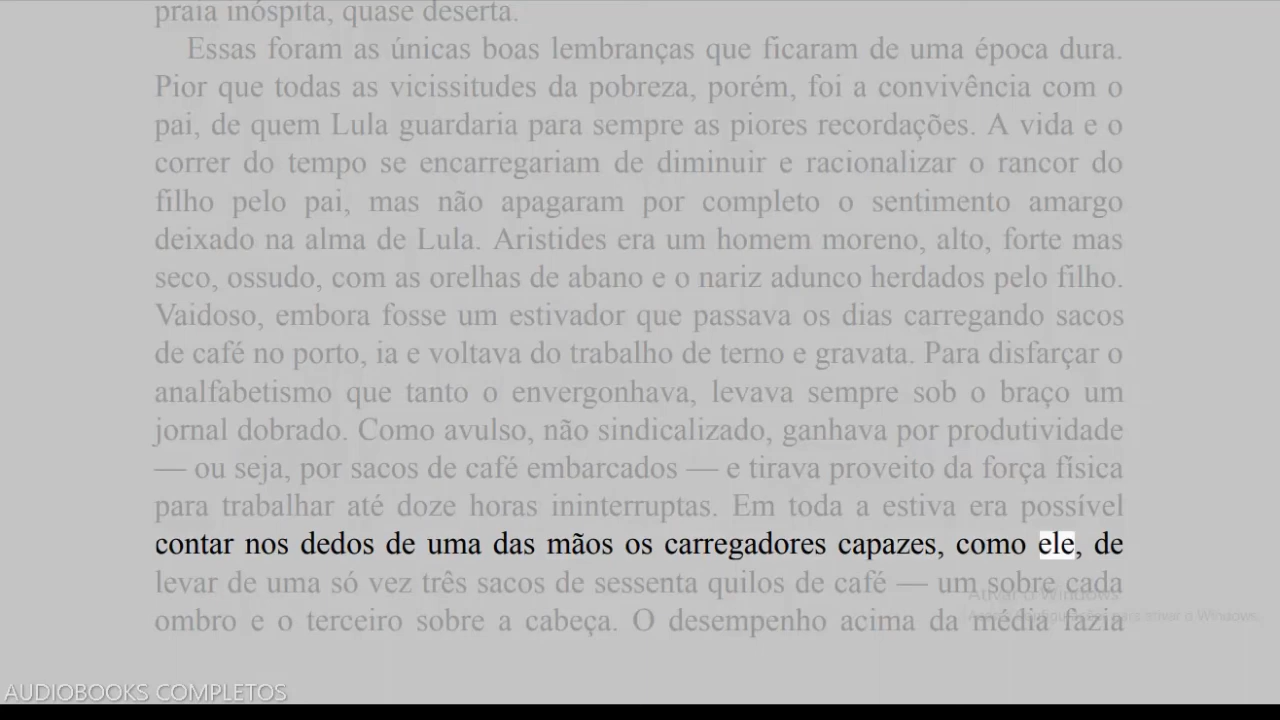 praia inóspita, quase deserta.
Essas foram as únicas boas lembranças que ficaram de uma época dura.
Pior que todas as vicissitudes da pobreza, porém, foi a convivência com o
pai, de quem Lula guardaria para sempre as piores recordações. A vida e o
correr do tempo se encarregariam de diminuir e racionalizar o rancor do
filho pelo pai, mas não apagaram por completo o sentimento amargo
deixado na alma de Lula. Aristides era um homem moreno, alto, forte mas
seco, ossudo, com as orelhas de abano e o nariz adunco herdados pelo filho.
Vaidoso, embora fosse um estivador que passava os dias carregando sacos
de café no porto, ia e voltava do trabalho de terno e gravata. Para disfarçar o
analfabetismo que tanto o envergonhava, levava sempre sob o braço um
jornal dobrado. Como avulso, não sindicalizado, ganhava por produtividade
— ou seja, por sacos de café embarcados — e tirava proveito da força física
para trabalhar até doze horas ininterruptas. Em toda a estiva era possível
contar nos dedos de uma das mãos os carregadores capazes, como ele, de
levar de uma só vez três sacos de sessenta quilos de café — um sobre cada
Ativar o Windows
ombro e o terceiro sobre a cabeça. O desempenho acima da média fazia
ativar o Windows.
AUDIOBOOKS COMPLETOS